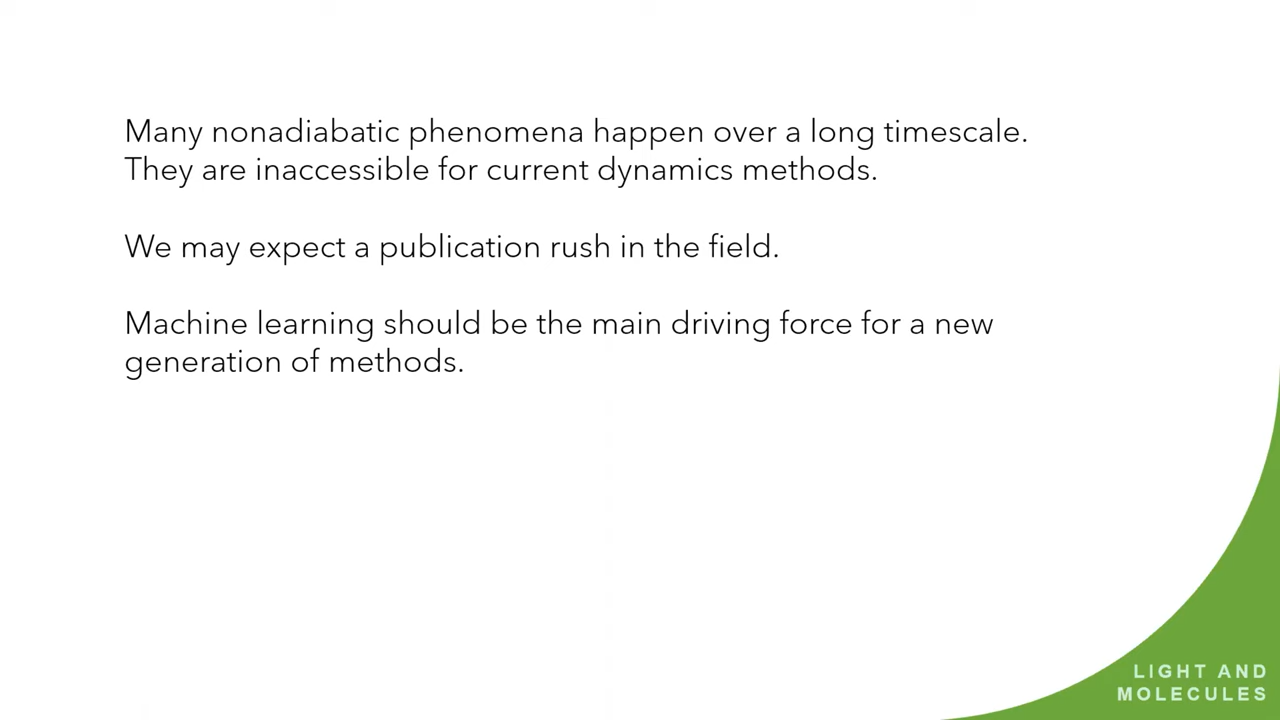 Many nonadiabatic phenomena happen over a long timescale.
They are inaccessible for current dynamics methods.
We may expect a publication rush in the field.
Machine learning should be the main driving force for a new
generation of methods.
LIGHT AND
MOLECULES